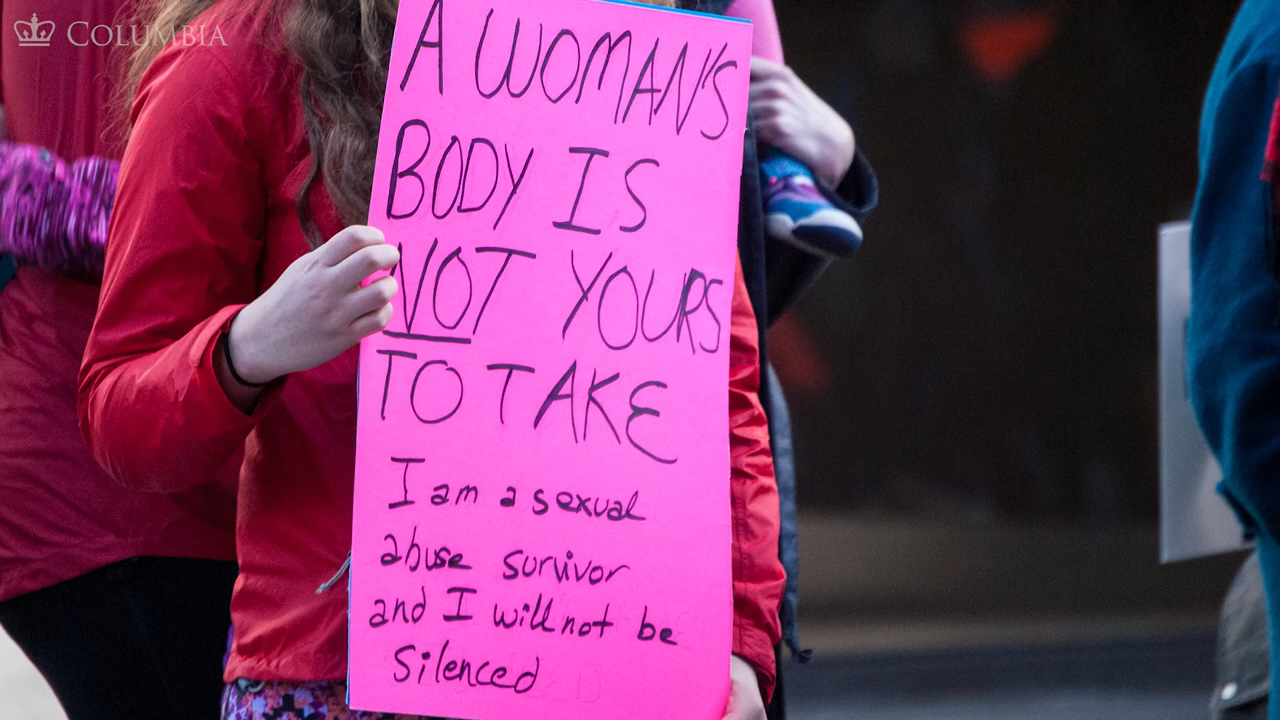 COLUMBIA
A WOMAN'S
BODY IS
NOT YOURS
TO TAKE
I am a sexual
abuse survivor
and I will not be
Silenced